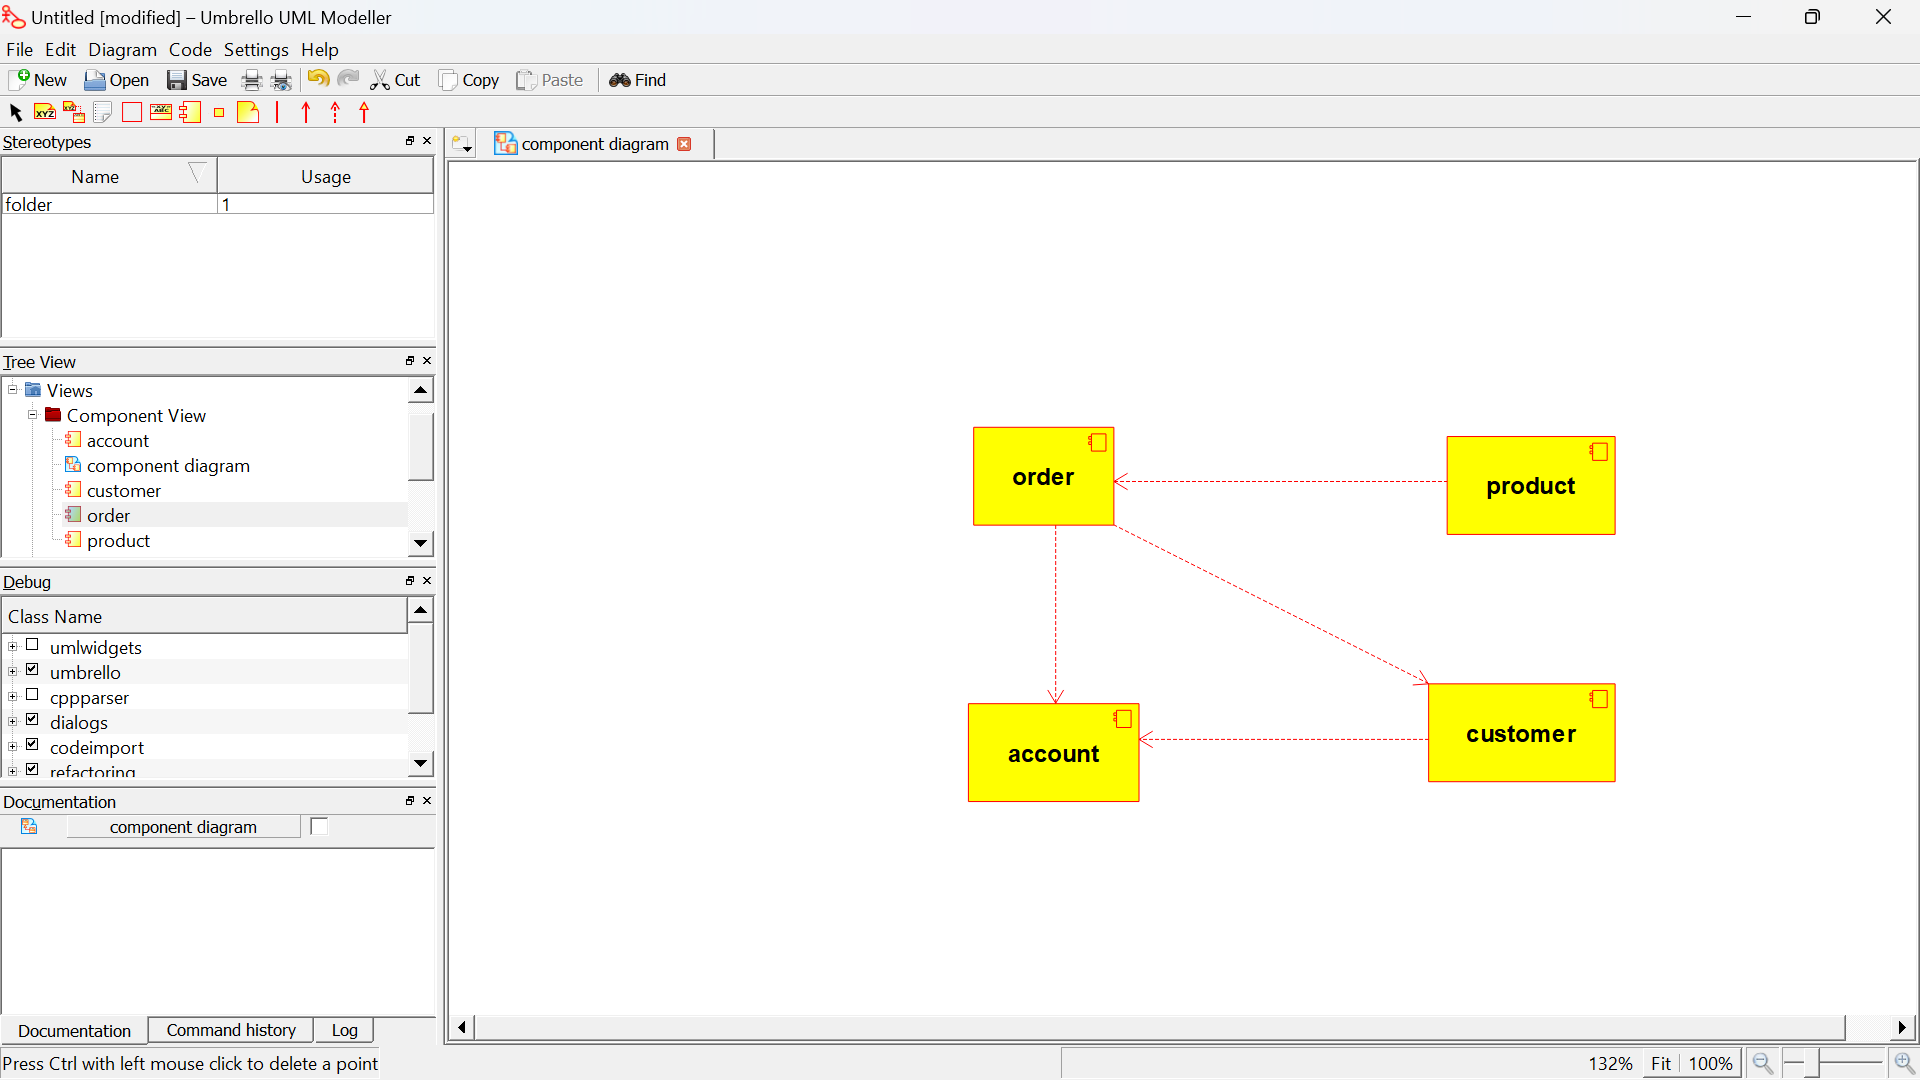 Untitled [modified] – Umbrello UML Modeller
File Edit Diagram Code Settings Help
New Open Save Cut Copy Paste Find
XYZ
Stereotypes
Name Usage
folder 1
Tree View
Views
Component View
account
component diagram
customer
order
product
Debug
Class Name
umlwidgets
umbrello
cppparser
dialogs
codeimport
refactoring
Documentation
component diagram
Documentation Command history Log
Press Ctrl with left mouse click to delete a point
component diagram
order
product
account
customer
132% Fit 100%